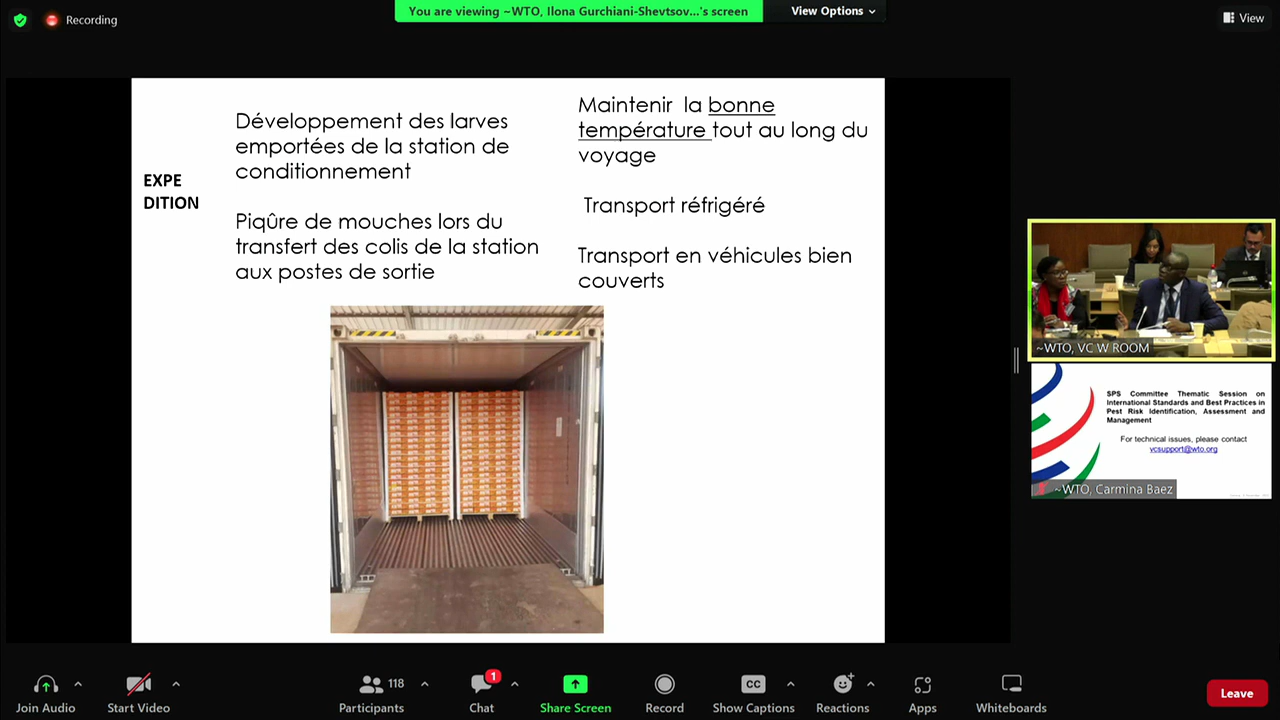 Recording
You are viewing ~WTO, Ilona Gurchiani-Shevtsov...'s screen
View Options
View
EXPE
DITION
Développement des larves
emportées de la station de
conditionnement
Piqûre de mouches lors du
transfert des colis de la station
aux postes de sortie
Maintenir la bonne
température tout au long du
voyage
Transport réfrigéré
Transport en véhicules bien
couverts
~WTO, VC W ROOM
SPS Committee Thematic Session on
International Standards and Best Practices in
Pest Risk Identification, Assessment and
Management
For technical issues, please contact
vcsupport@wto.org
~WTO, Carmina Baez
Join Audio
Start Video
118
Participants
1
Chat
Share Screen
Record
CC
Show Captions
Reactions
Apps
Whiteboards
Leave